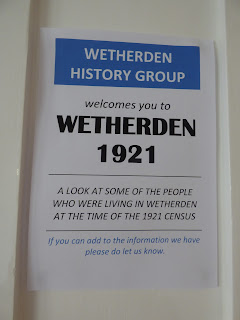 WETHERDEN
HISTORY GROUP
welcomes you to
WETHERDEN
1921
A LOOK AT SOME OF THE PEOPLE
WHO WERE LIVING IN WETHERDEN
AT THE TIME OF THE 1921 CENSUS
If you can add to the information we have
please do let us know.